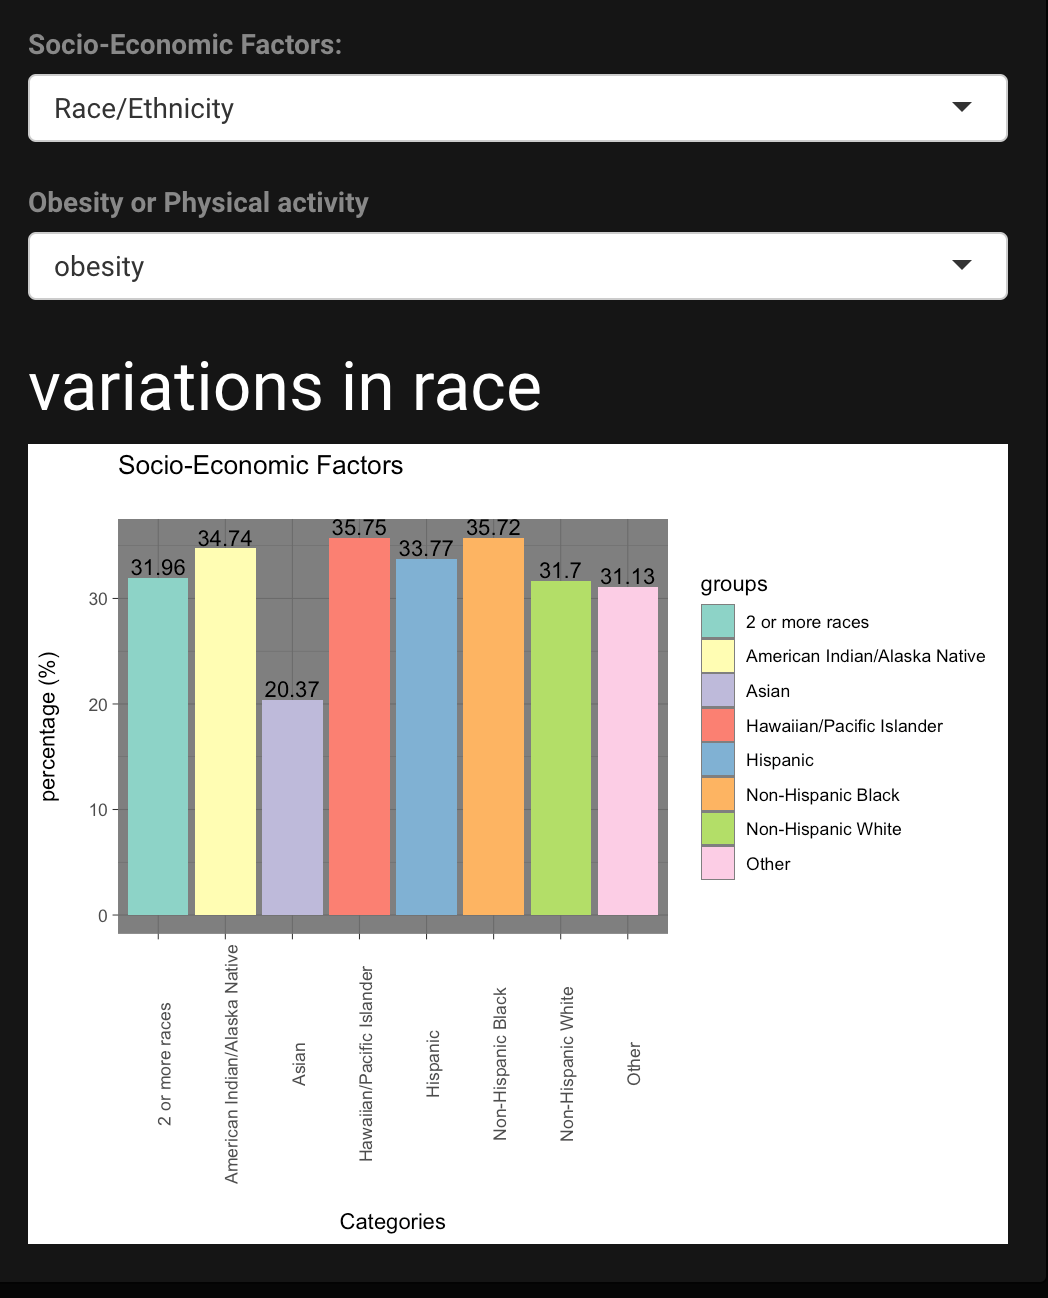 Socio-Economic Factors:
Race/Ethnicity
Obesity or Physical activity
obesity
variations in race
Socio-Economic Factors
percentage (%)
30
20
10
0
31.96
34.74
20.37
35.75
33.77
35.72
31.7
31.13
2 or more races
American Indian/Alaska Native
Asian
Hawaiian/Pacific Islander
Hispanic
Non-Hispanic Black
Non-Hispanic White
Other
Categories
groups
2 or more races
American Indian/Alaska Native
Asian
Hawaiian/Pacific Islander
Hispanic
Non-Hispanic Black
Non-Hispanic White
Other